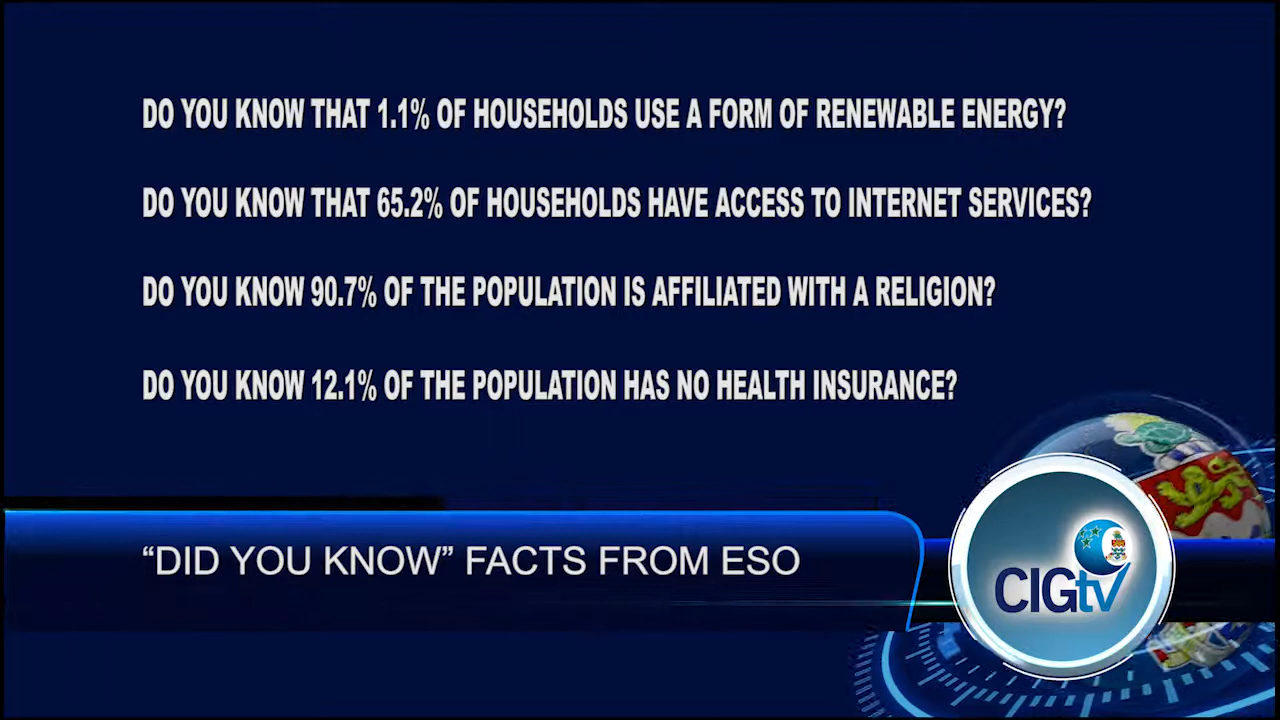 DO YOU KNOW THAT 1.1% OF HOUSEHOLDS USE A FORM OF RENEWABLE ENERGY?
DO YOU KNOW THAT 65.2% OF HOUSEHOLDS HAVE ACCESS TO INTERNET SERVICES?
DO YOU KNOW 90.7% OF THE POPULATION IS AFFILIATED WITH A RELIGION?
DO YOU KNOW 12.1% OF THE POPULATION HAS NO HEALTH INSURANCE?
“DID YOU KNOW” FACTS FROM ESO
CIGtv